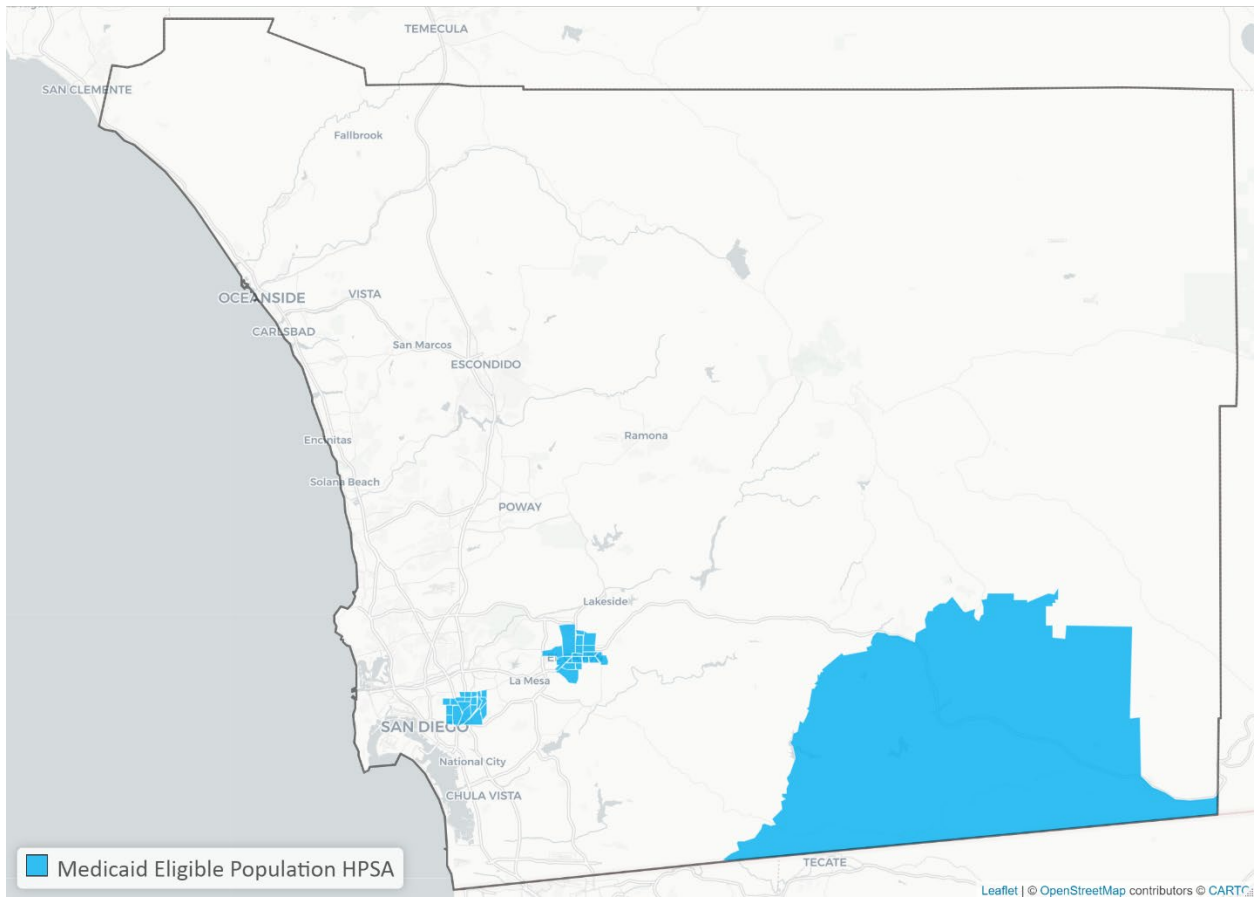 TEMECULA
SAN CLEMENTE
Fallbrook
OCEANSIDE
VISTA
CARLSBAD
San Marcos
ESCONDIDO
Encinitas
Ramona
Solana Beach
POWAY
Lakeside
La Mesa
SAN DIEGO
National City
CHULA VISTA
TECATE
Medicaid Eligible Population HPSA
Leaflet | © OpenStreetMap contributors © CARTO